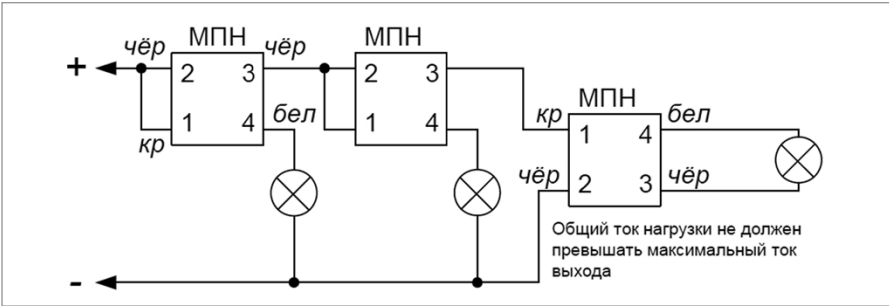 МПН
МПН
чёр
чёр
+
2
3
2
3
1
4
бел
1
4
кр
МПН
кр
бел
1
4
чёр
2
3
чёр
Общий ток нагрузки не должен
превышать максимальный ток
выхода
-